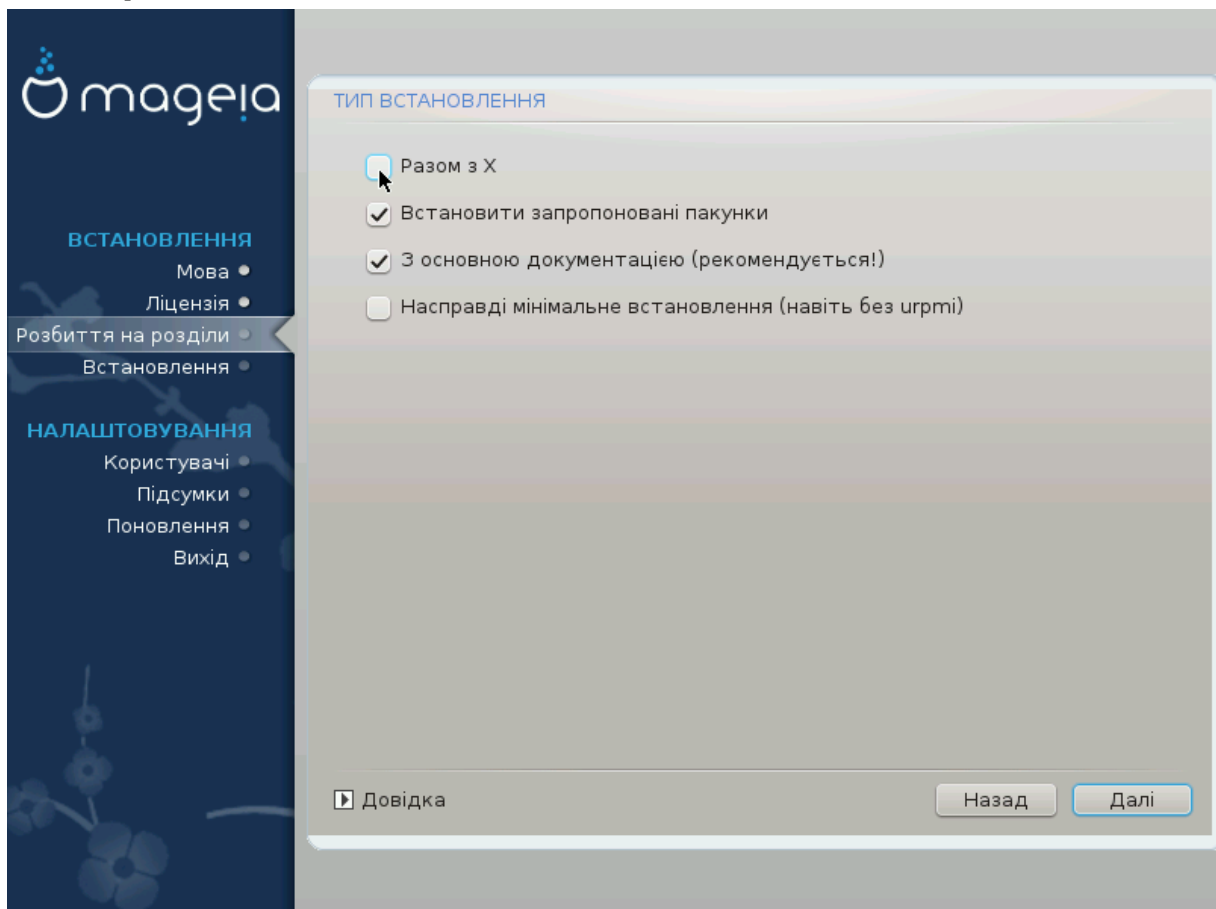 mageia
ВСТАНОВЛЕННЯ
Мова
Ліцензія
Розбиття на розділи
Встановлення
НАЛАШТОВУВАННЯ
Користувачі
Підсумки
Поновлення
Вихід
ТИП ВСТАНОВЛЕННЯ
Разом з X
Встановити запропоновані пакунки
З основною документацією (рекомендується!)
Насправді мінімальне встановлення (навіть без urpmi)
Довідка
Назад
Далі